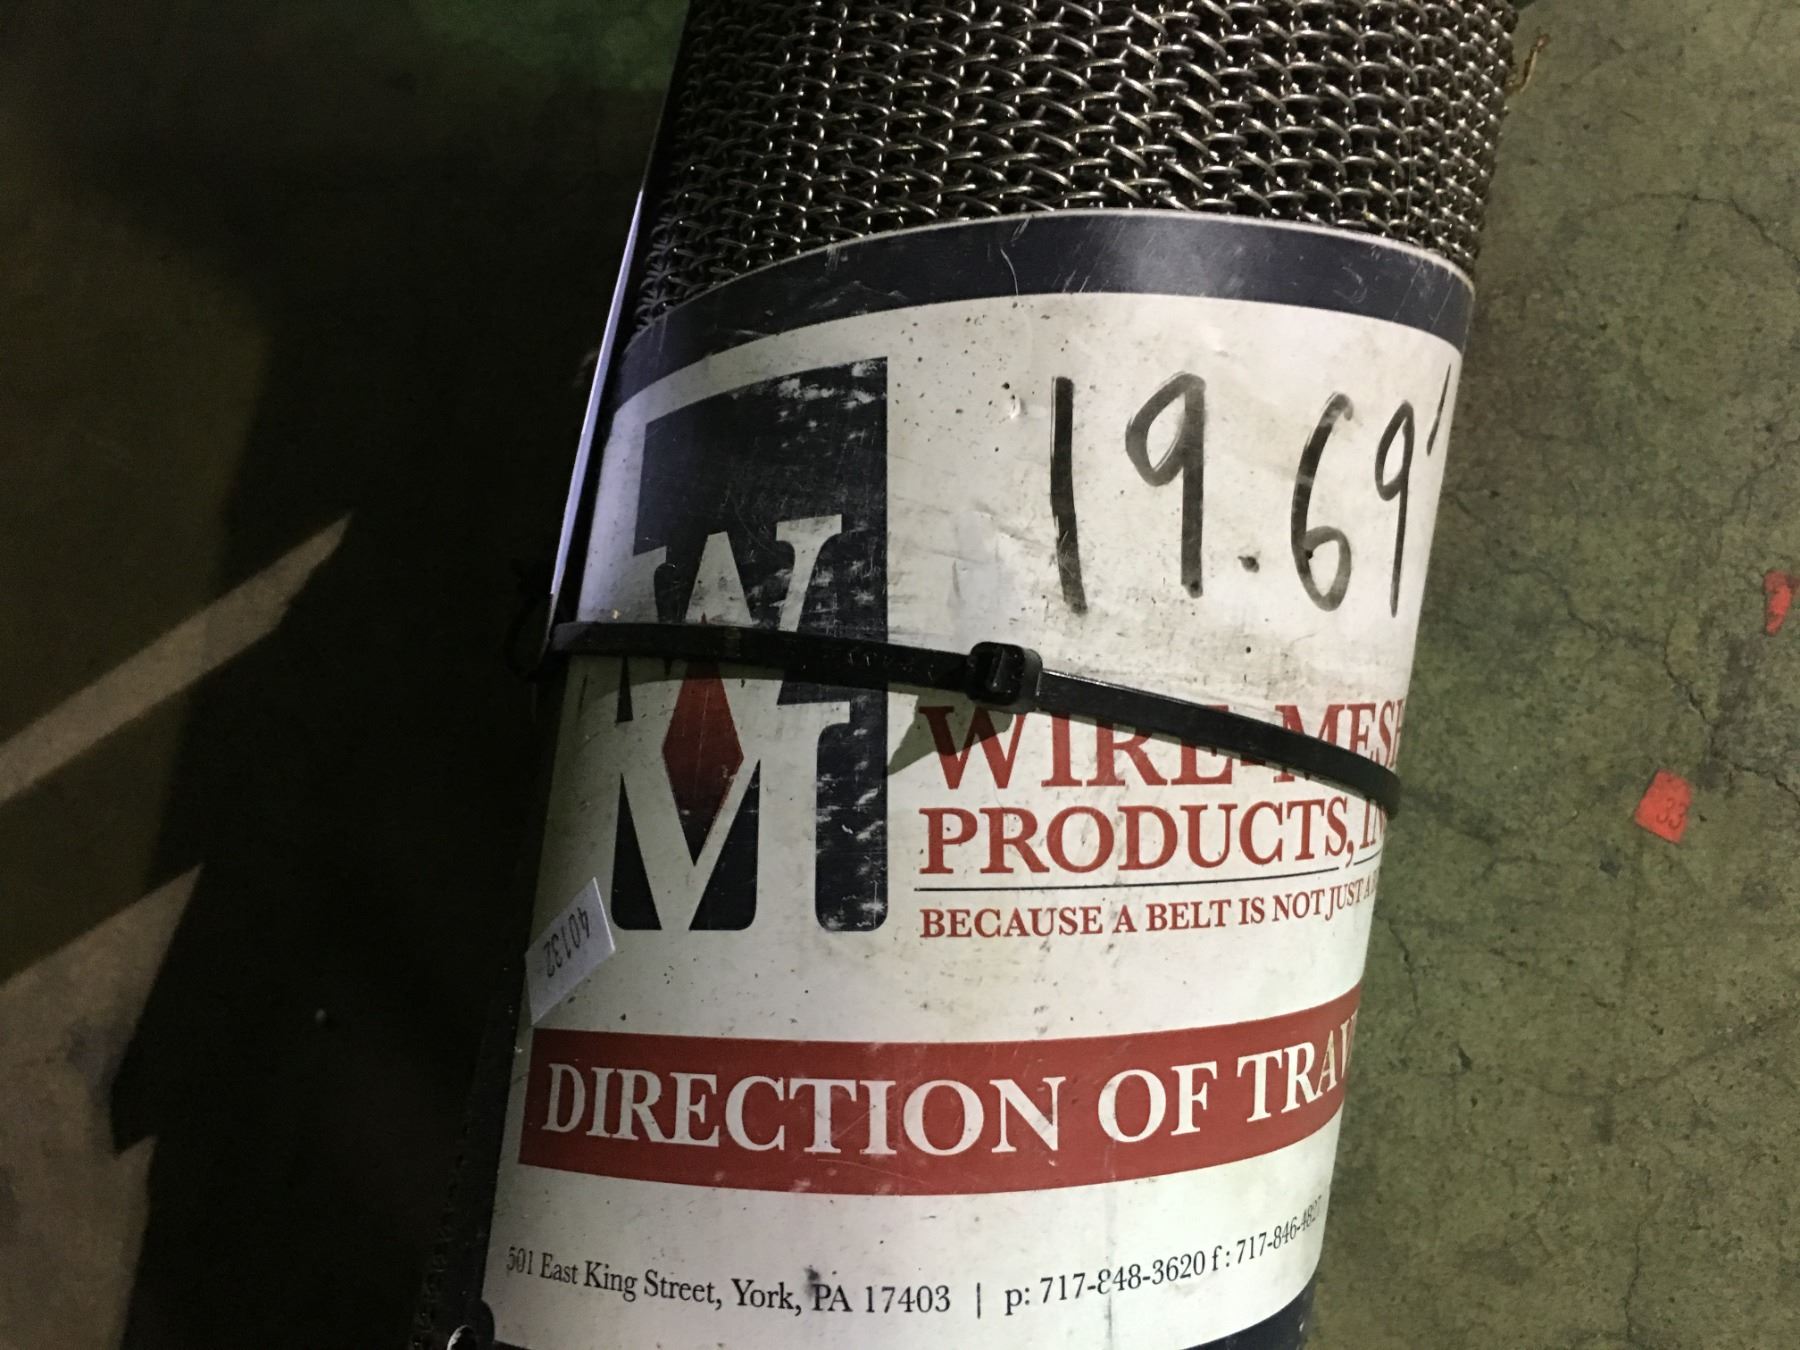 19.69'
WM
WIRE-MESH
PRODUCTS, IN
BECAUSE A BELT IS NOT JUST A
40132
33
DIRECTION OF TRAV
501 East King Street, York, PA 17403 | p: 717-848-3620 f: 717-846-482